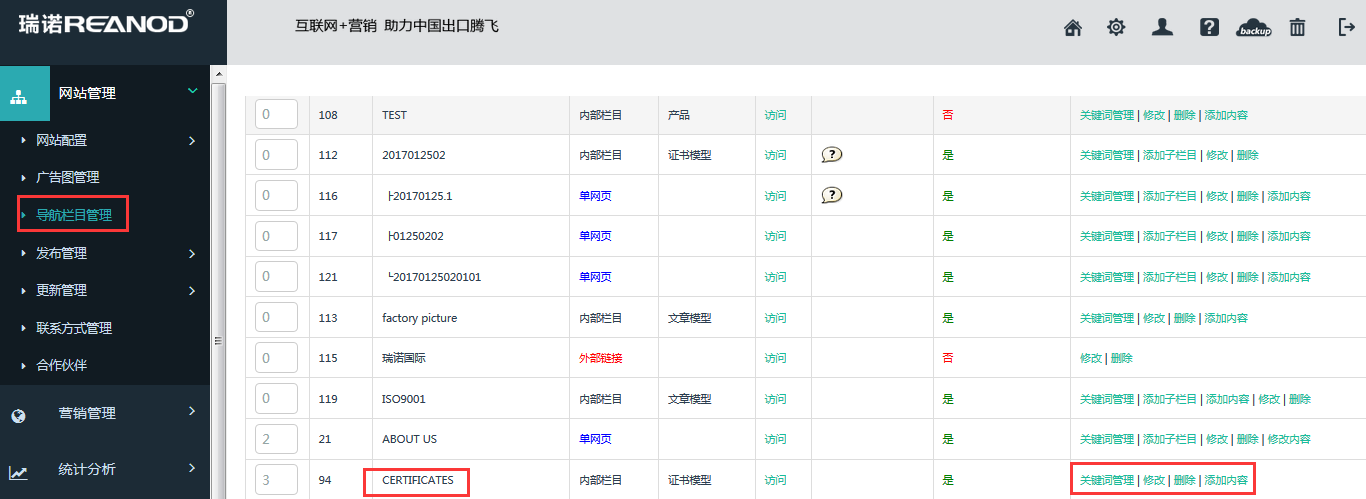 瑞诺REANOD®
互联网+营销 助力中国出口腾飞
? backup
网站管理
网站配置
广告图管理
导航栏目管理
发布管理
更新管理
联系方式管理
合作伙伴
营销管理
统计分析
0 108 TEST 内部栏目 产品 访问 否 关键词管理 | 修改 | 删除 | 添加内容
0 112 2017012502 内部栏目 证书模型 访问 ? 是 关键词管理 | 添加子栏目 | 修改 | 删除
0 116 ├20170125.1 单网页 访问 ? 是 关键词管理 | 添加子栏目 | 修改 | 删除 | 添加内容
0 117 ├01250202 单网页 访问 是 关键词管理 | 添加子栏目 | 修改 | 删除 | 添加内容
0 121 └20170125020101 单网页 访问 是 关键词管理 | 添加子栏目 | 修改 | 删除 | 添加内容
0 113 factory picture 内部栏目 文章模型 访问 是 关键词管理 | 修改 | 删除 | 添加内容
0 115 瑞诺国际 外部链接 访问 否 修改 | 删除
0 119 ISO9001 内部栏目 文章模型 访问 是 关键词管理 | 添加子栏目 | 添加内容 | 修改 | 删除
2 21 ABOUT US 单网页 访问 是 关键词管理 | 添加子栏目 | 修改 | 删除 | 修改内容
3 94 CERTIFICATES 内部栏目 证书模型 访问 是 关键词管理 | 修改 | 删除 | 添加内容